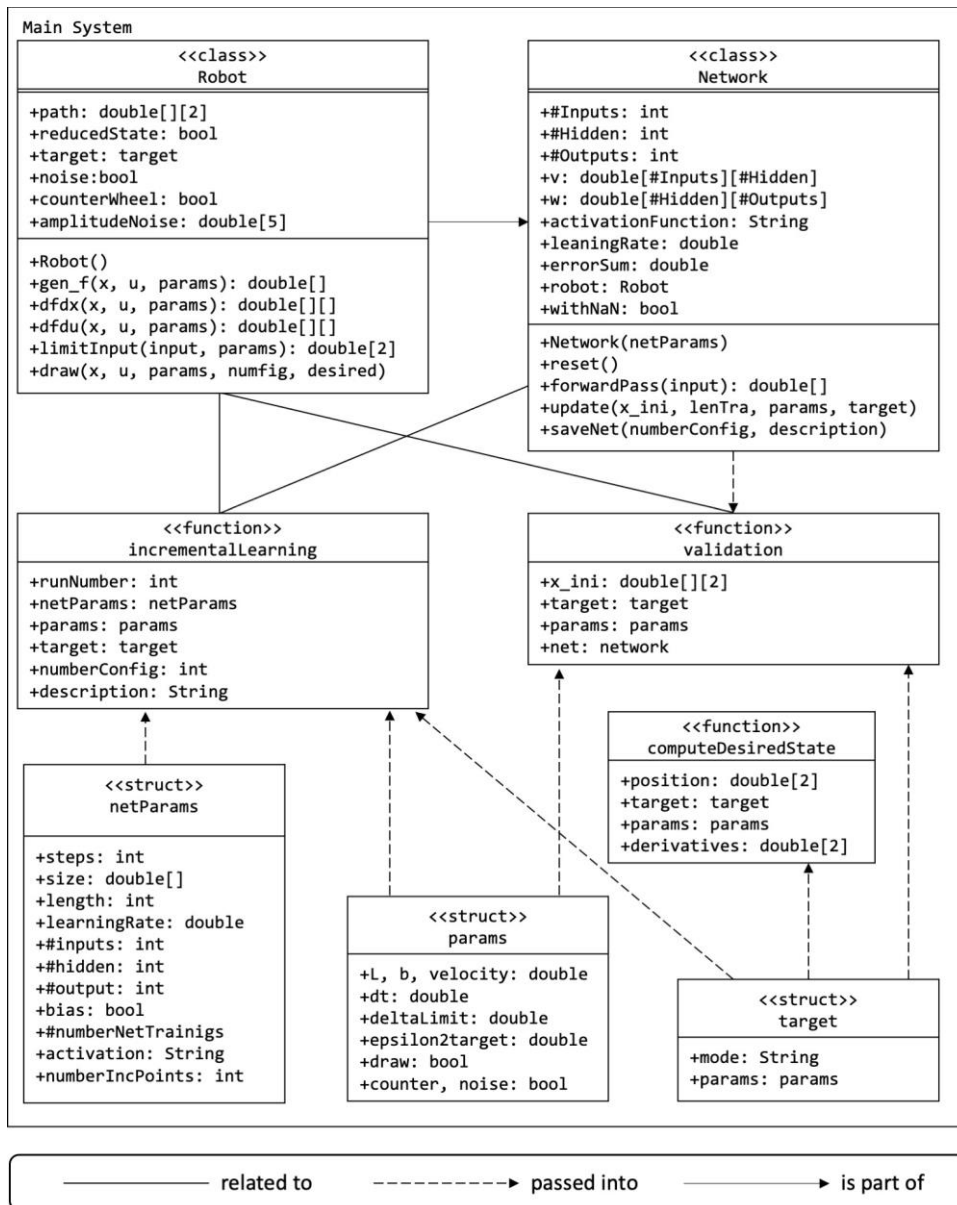 Main System
<<class>>
Robot
+path: double[][2]
+reducedState: bool
+target: target
+noise:bool
+counterWheel: bool
+amplitudeNoise: double[5]
+Robot()
+gen_f(x, u, params): double[]
+dfdx(x, u, params): double[][]
+dfdu(x, u, params): double[][]
+limitInput(input, params): double[2]
+draw(x, u, params, numfig, desired)
<<class>>
Network
+#Inputs: int
+#Hidden: int
+#Outputs: int
+v: double[#Inputs][#Hidden]
+w: double[#Hidden][#Outputs]
+activationFunction: String
+leaningRate: double
+errorSum: double
+robot: Robot
+withNaN: bool
+Network(netParams)
+reset()
+forwardPass(input): double[]
+update(x_ini, lenTra, params, target)
+saveNet(numberConfig, description)
<<function>>
incrementalLearning
+runNumber: int
+netParams: netParams
+params: params
+target: target
+numberConfig: int
+description: String
<<function>>
validation
+x_ini: double[][2]
+target: target
+params: params
+net: network
<<function>>
computeDesiredState
+position: double[2]
+target: target
+params: params
+derivatives: double[2]
<<struct>>
netParams
+steps: int
+size: double[]
+length: int
+learningRate: double
+#inputs: int
+#hidden: int
+#output: int
+bias: bool
+#numberNetTrainigs
+activation: String
+numberIncPoints: int
<<struct>>
params
+L, b, velocity: double
+dt: double
+deltaLimit: double
+epsilon2target: double
+draw: bool
+counter, noise: bool
<<struct>>
target
+mode: String
+params: params
related to
passed into
is part of